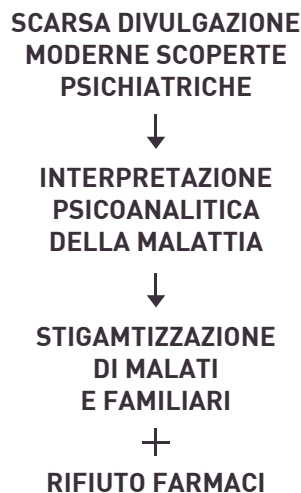 SCARSA DIVULGAZIONE
MODERNE SCOPERTE
PSICHIATRICHE
↓
INTERPRETAZIONE
PSICOANALITICA
DELLA MALATTIA
↓
STIGAMTIZZAZIONE
DI MALATI
E FAMILIARI
+
RIFIUTO FARMACI